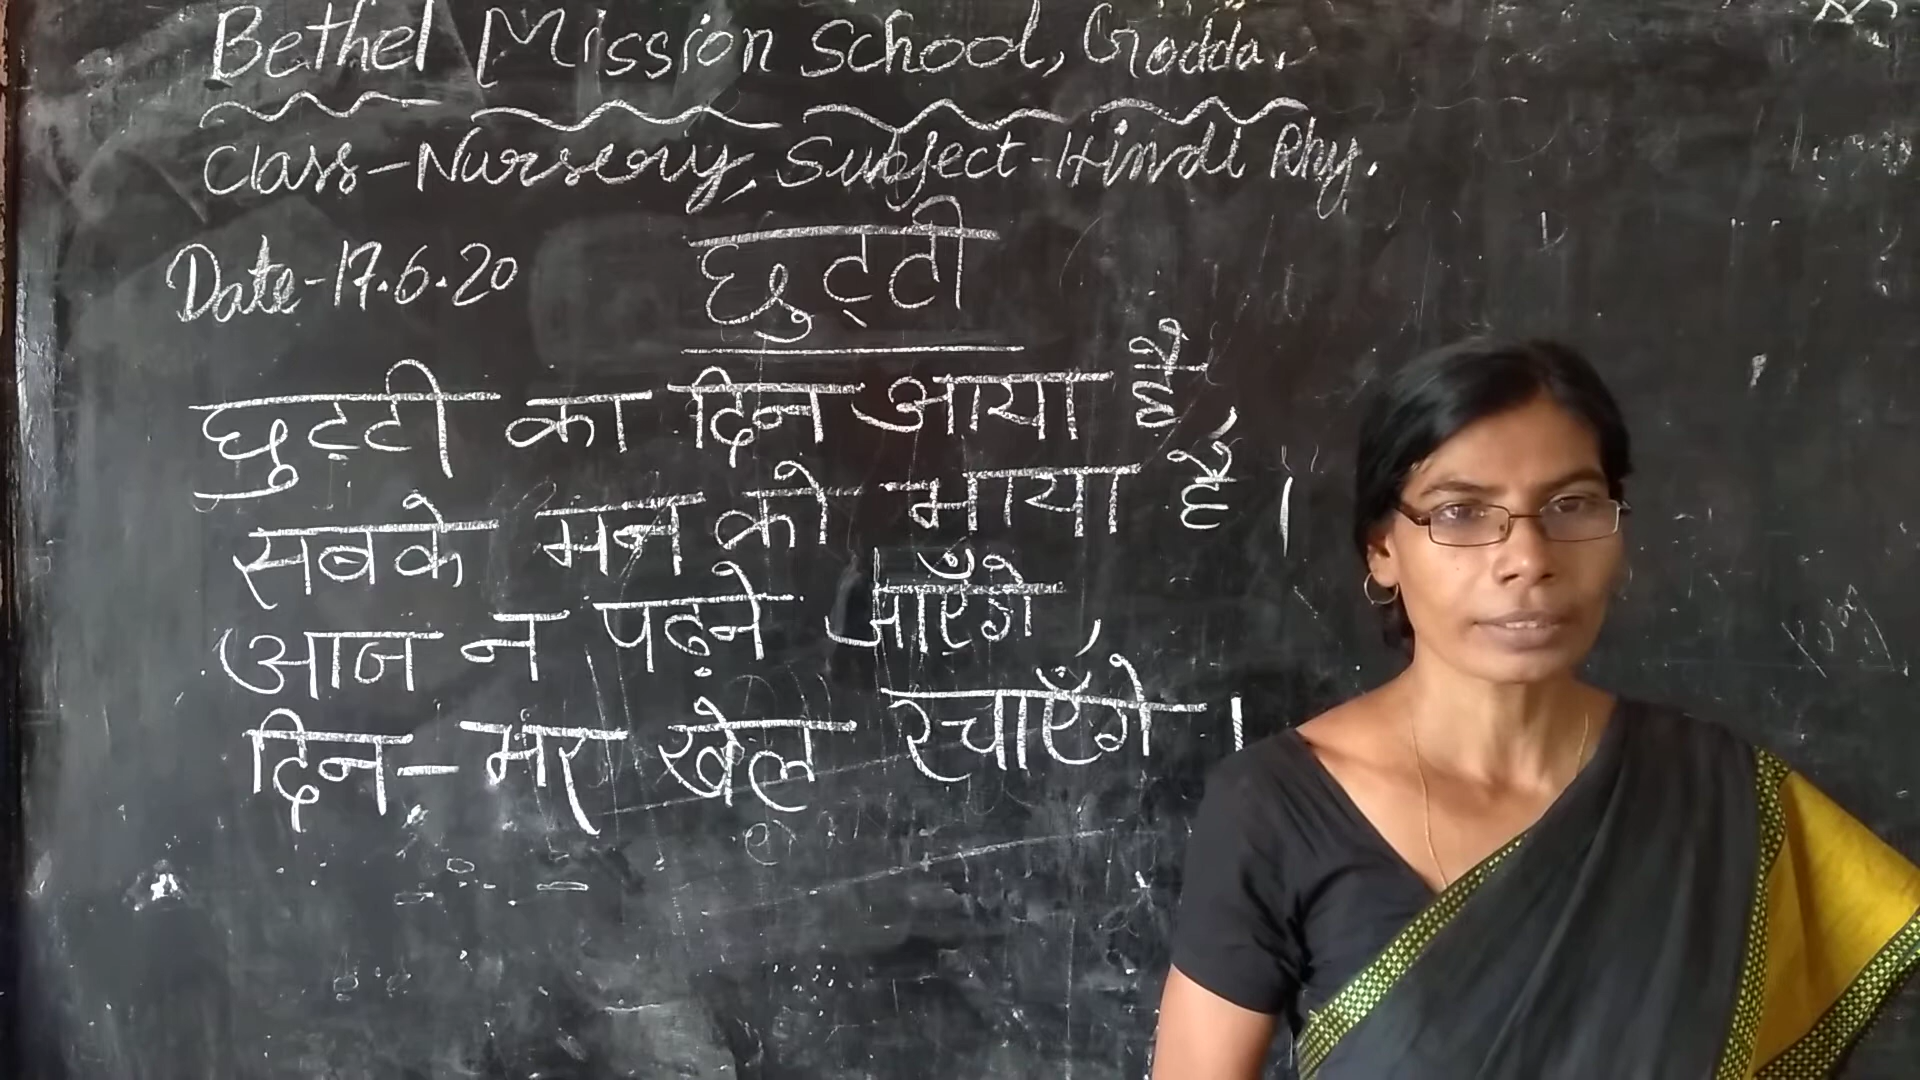 Bethel Mission School, Godda.
Class-Nursery, Subject-Hindi Rhy.
Date-17.6.20
छुट्टी
छुट्टी का दिन आया है,
सबके मन को भाया है।
आज न पढ़ने जाएँगे,
दिन-भर खेल रचाएँगे।